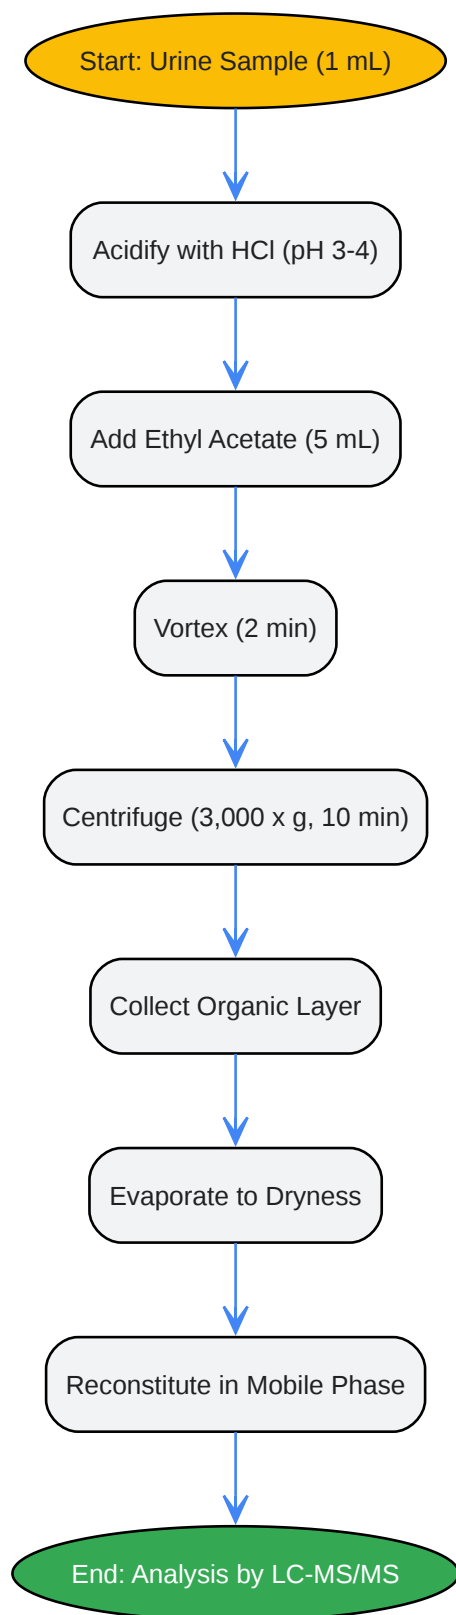 Start: Urine Sample (1 mL)
Acidify with HCl (pH 3-4)
Add Ethyl Acetate (5 mL)
Vortex (2 min)
Centrifuge (3,000 x g, 10 min)
Collect Organic Layer
Evaporate to Dryness
Reconstitute in Mobile Phase
End: Analysis by LC-MS/MS